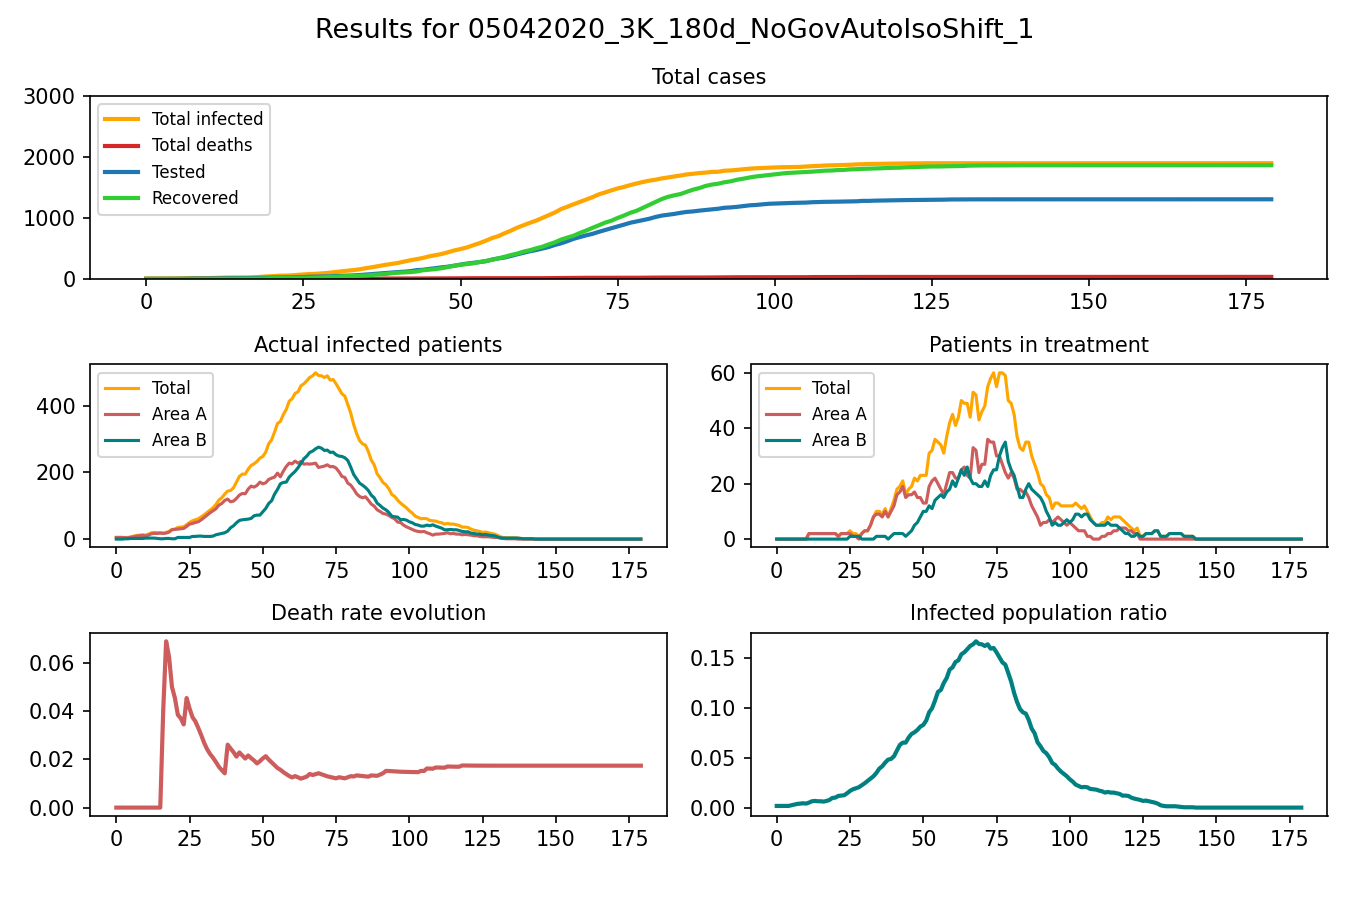 Results for 05042020_3K_180d_NoGovAutoIsoShift_1
Total cases
3000
2000
1000
0
Total infected
Total deaths
Tested
Recovered
0 25 50 75 100 125 150 175
Actual infected patients
400
200
0
Total
Area A
Area B
0 25 50 75 100 125 150 175
Patients in treatment
60
40
20
0
Total
Area A
Area B
0 25 50 75 100 125 150 175
Death rate evolution
0.06
0.04
0.02
0.00
0 25 50 75 100 125 150 175
Infected population ratio
0.15
0.10
0.05
0.00
0 25 50 75 100 125 150 175